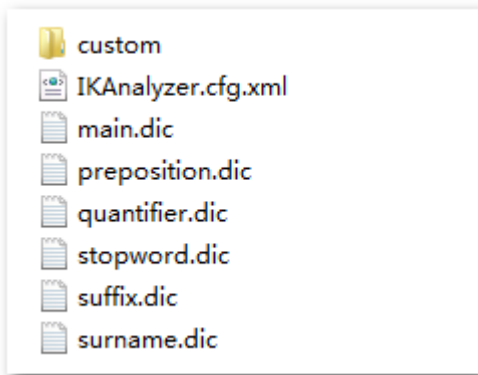 custom
IKAnalyzer.cfg.xml
main.dic
preposition.dic
quantifier.dic
stopword.dic
suffix.dic
surname.dic